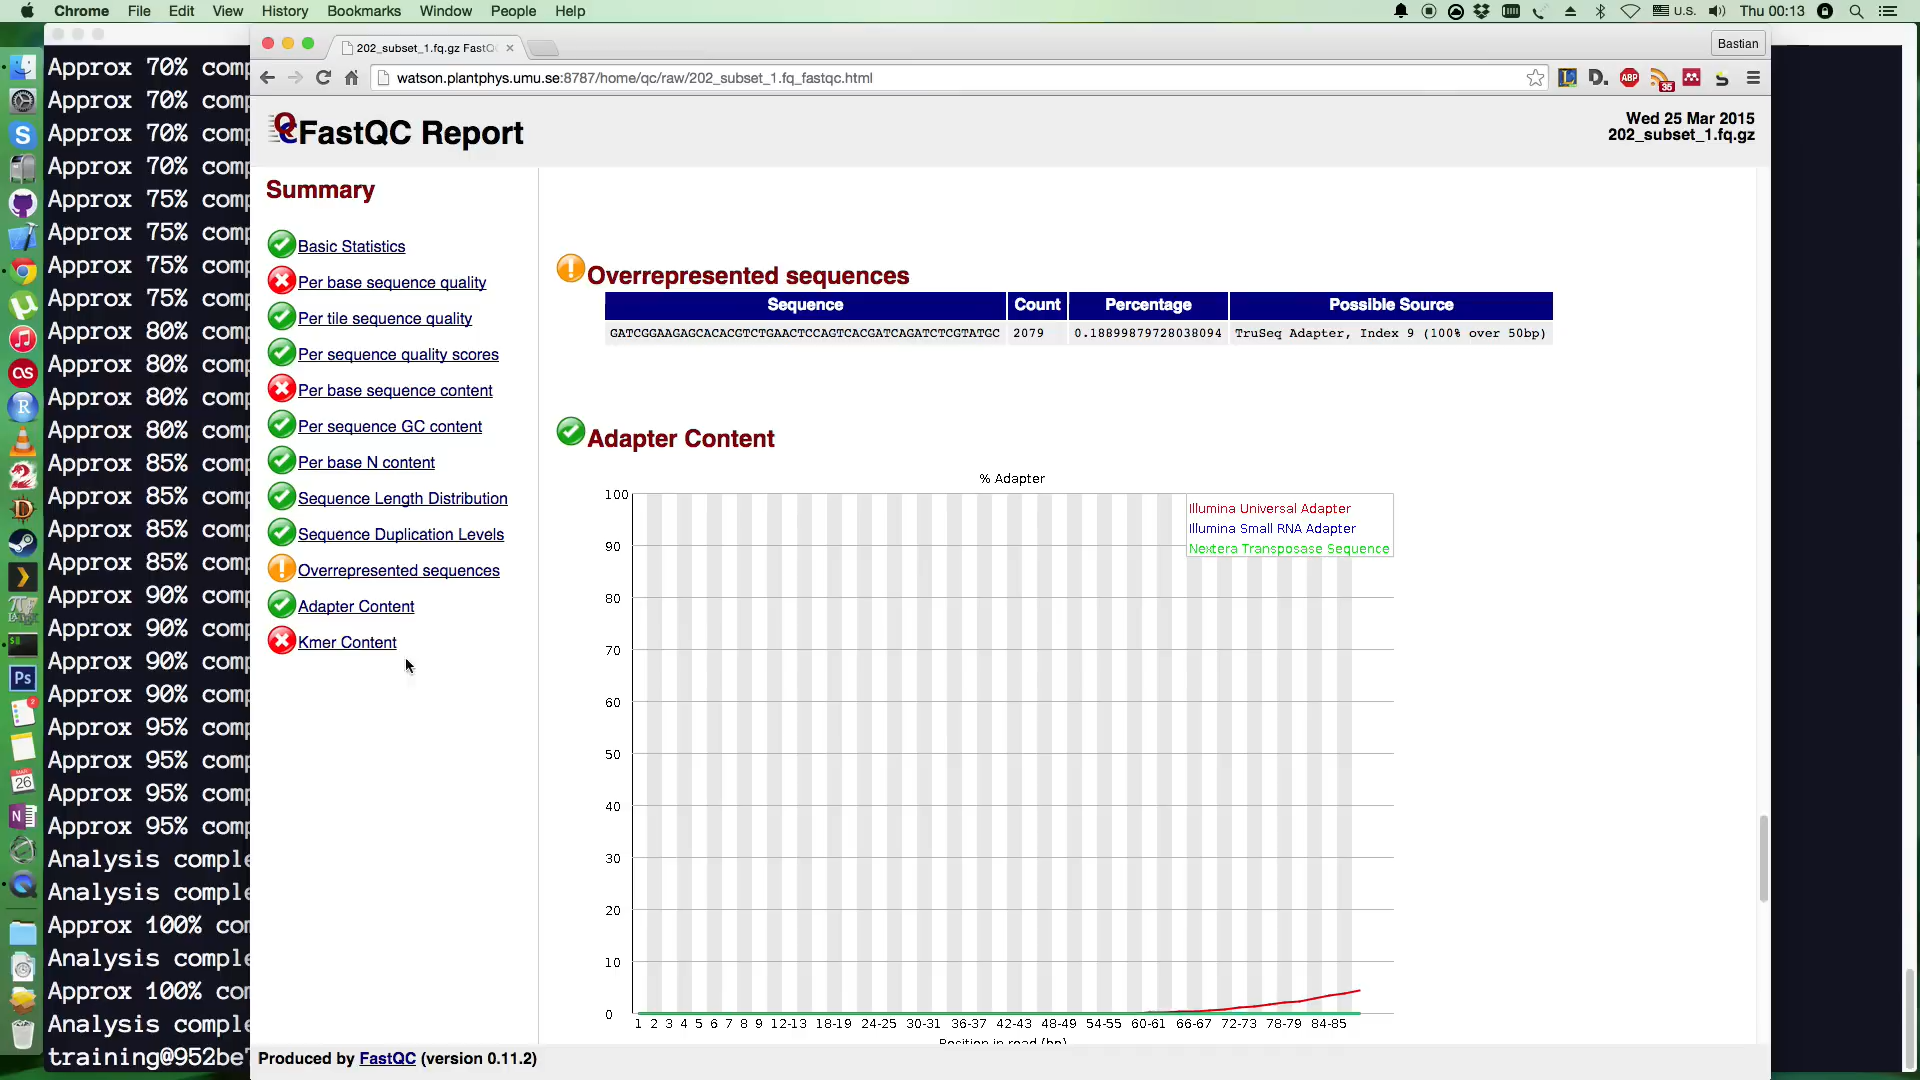 Chrome File Edit View History Bookmarks Window People Help
U.S. Thu 00:13
202_subset_1.fq.gz FastQC
Bastian
watson.plantphys.umu.se:8787/home/qc/raw/202_subset_1.fq_fastqc.html
FastQC Report
Wed 25 Mar 2015
202_subset_1.fq.gz
Summary
Basic Statistics
Per base sequence quality
Per tile sequence quality
Per sequence quality scores
Per base sequence content
Per sequence GC content
Per base N content
Sequence Length Distribution
Sequence Duplication Levels
Overrepresented sequences
Adapter Content
Kmer Content
Overrepresented sequences
Sequence Count Percentage Possible Source
GATCGGAAGAGCACACGTCTGAACTCCAGTCACGATCAGATCTCGTATGC 2079 0.18899879728038094 TruSeq Adapter, Index 9 (100% over 50bp)
Adapter Content
% Adapter
Illumina Universal Adapter
Illumina Small RNA Adapter
Nextera Transposase Sequence
100
90
80
70
60
50
40
30
20
10
0
1 2 3 4 5 6 7 8 9 12-13 18-19 24-25 30-31 36-37 42-43 48-49 54-55 60-61 66-67 72-73 78-79 84-85
Position in read (bp)
Produced by FastQC (version 0.11.2)
Approx 70% comp
Approx 70% comp
Approx 70% comp
Approx 70% comp
Approx 75% comp
Approx 75% comp
Approx 75% comp
Approx 75% comp
Approx 80% comp
Approx 80% comp
Approx 80% comp
Approx 80% comp
Approx 85% comp
Approx 85% comp
Approx 85% comp
Approx 85% comp
Approx 90% comp
Approx 90% comp
Approx 90% comp
Approx 90% comp
Approx 95% comp
Approx 95% comp
Approx 95% comp
Approx 95% comp
Analysis comple
Analysis comple
Approx 100% com
Analysis comple
Approx 100% com
Analysis comple
training@952be